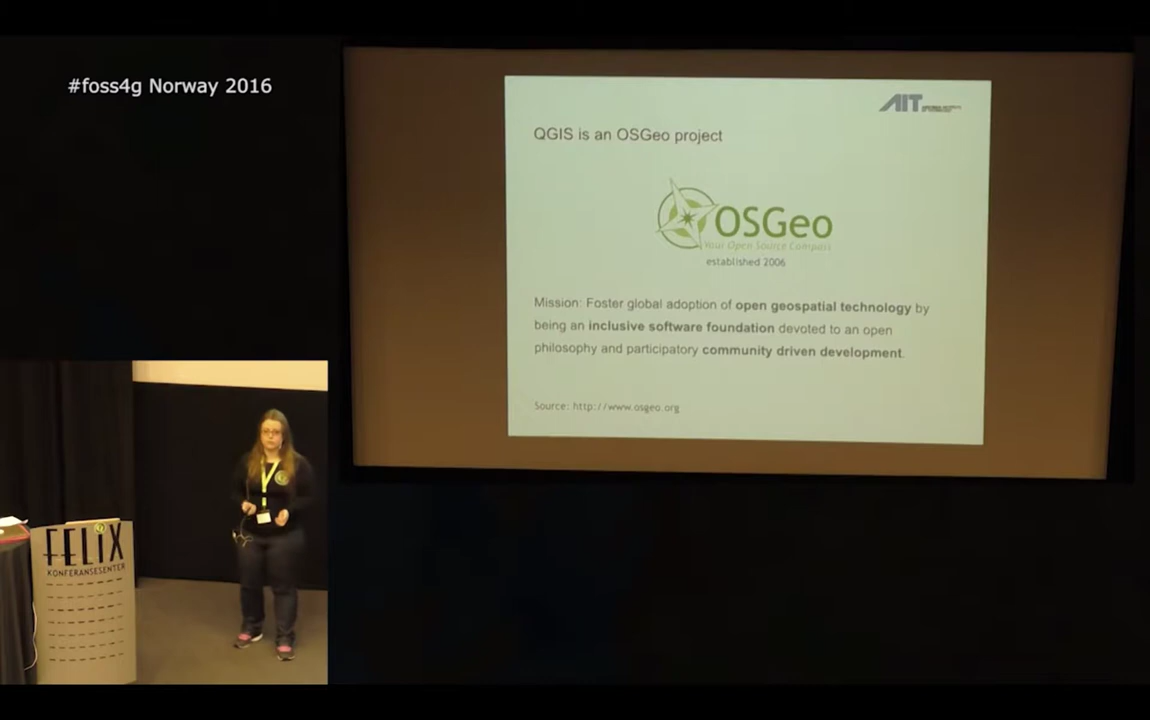 #foss4g Norway 2016
AIT
QGIS is an OSGeo project
OSGeo
Your Open Source Compass
established 2006
Mission: Foster global adoption of open geospatial technology by
being an inclusive software foundation devoted to an open
philosophy and participatory community driven development.
Source: http://www.osgeo.org
FELIX
KONFERANSESENTER